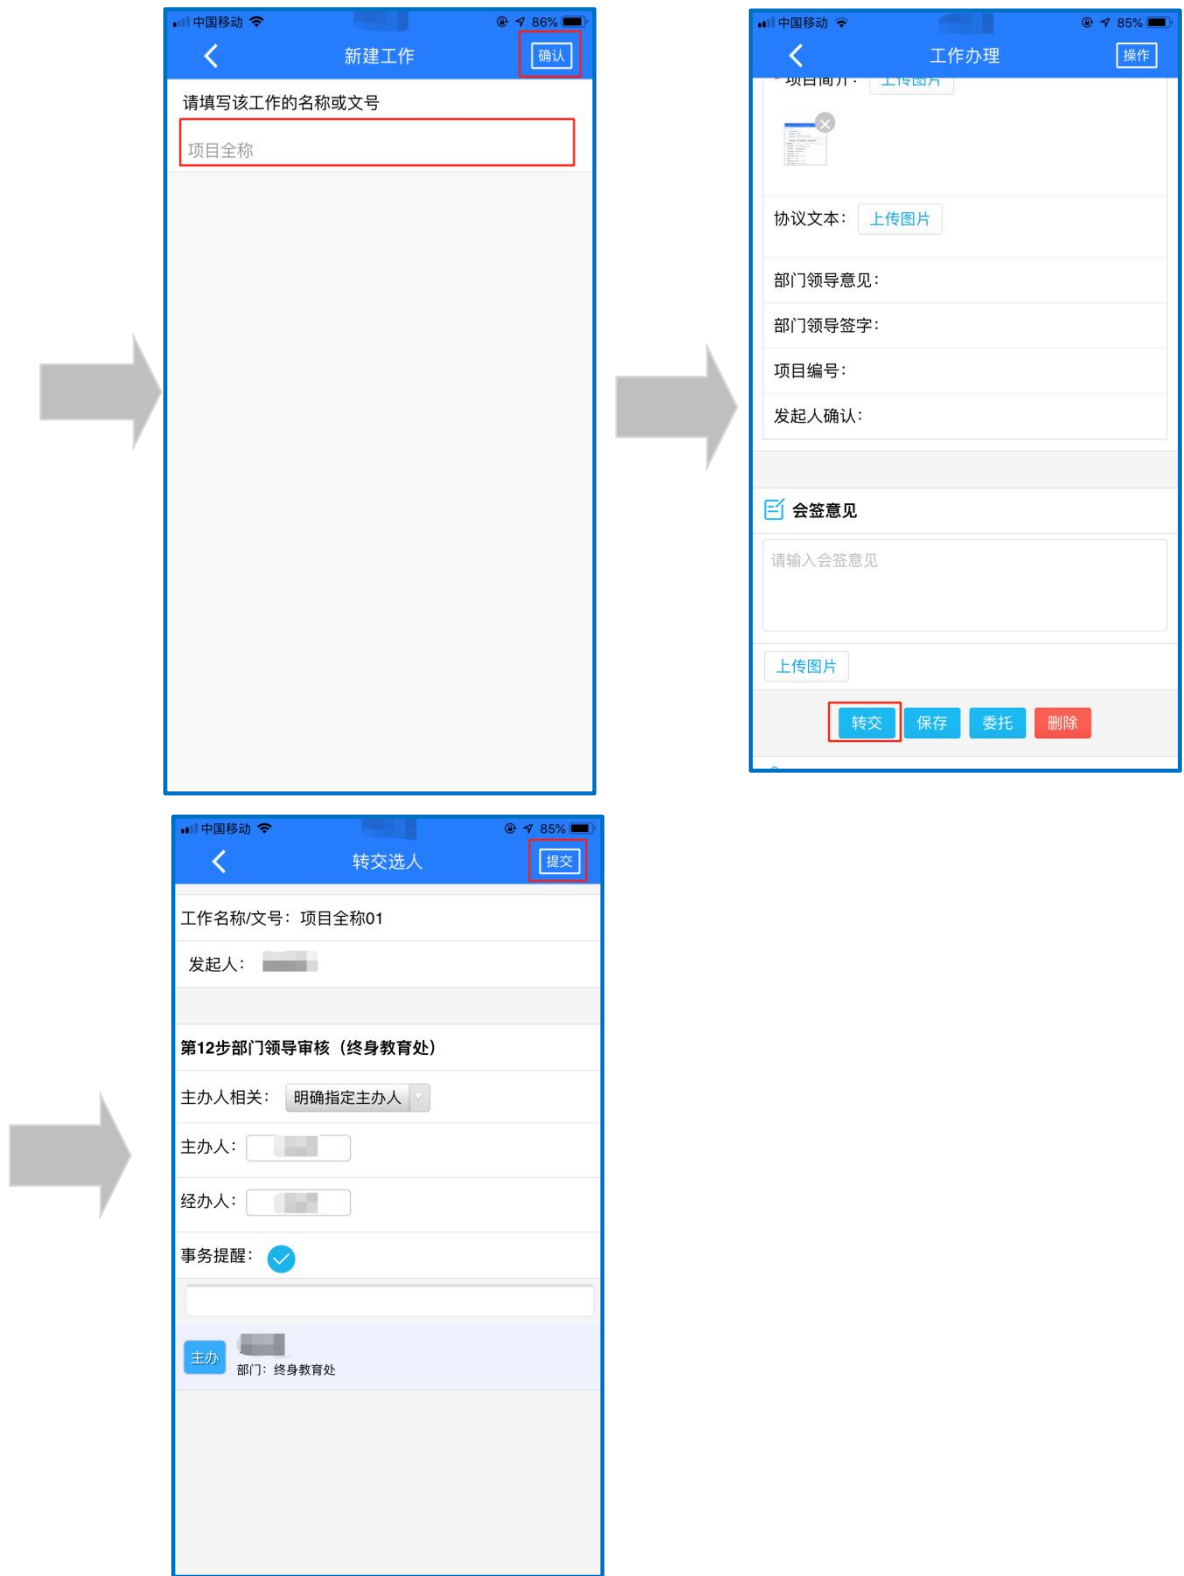 中国移动 86%
新建工作 确认
请填写该工作的名称或文号
项目全称
中国移动 85%
工作办理 操作
项目简介： 上传图片
协议文本： 上传图片
部门领导意见：
部门领导签字：
项目编号：
发起人确认：
会签意见
请输入会签意见
上传图片
转交 保存 委托 删除
中国移动 85%
转交选人 提交
工作名称/文号：项目全称01
发起人：
第12步部门领导审核（终身教育处）
主办人相关： 明确指定主办人
主办人：
经办人：
事务提醒：
主办
部门：终身教育处